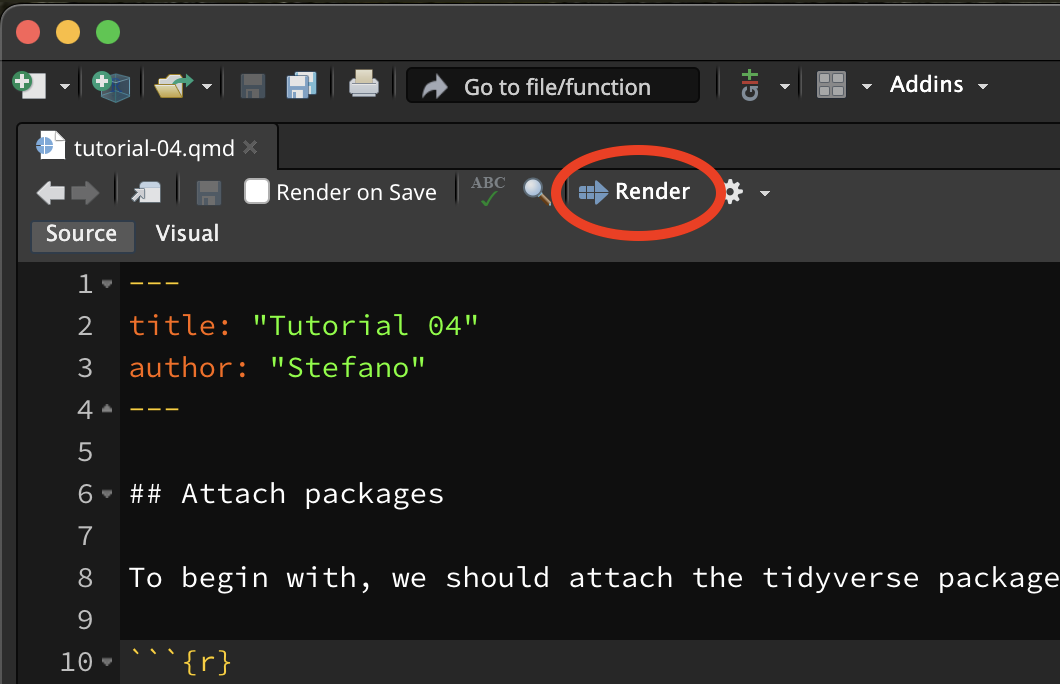 Go to file/function
Git
Addins
tutorial-04.qmd
Render on Save
ABC
Render
Source
Visual
1
---
2
title: "Tutorial 04"
3
author: "Stefano"
4
---
5
6
## Attach packages
7
8
To begin with, we should attach the tidyverse package
9
10
```{r}